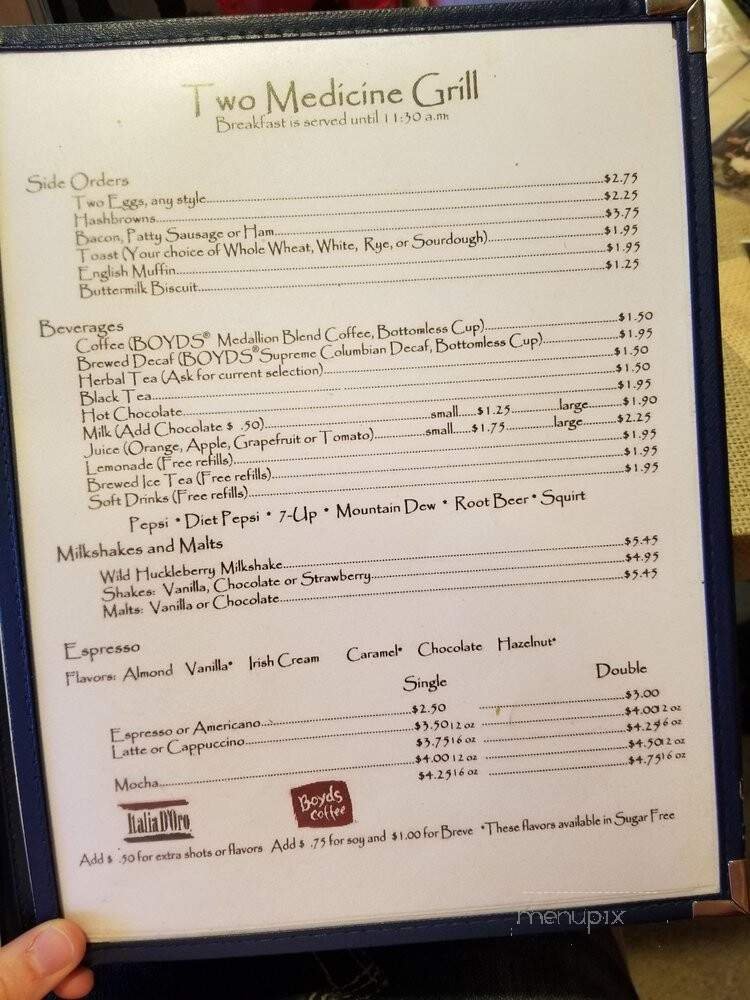 Two Medicine Grill
Breakfast is served until 11:30 a.m
Side Orders
Two Eggs, any style $2.75
Hashbrowns $2.25
Bacon, Patty Sausage or Ham $3.75
Toast (Your choice of Whole Wheat, White, Rye, or Sourdough) $1.95
English Muffin $1.95
Buttermilk Biscuit $1.25
Beverages
Coffee (BOYDS® Medallion Blend Coffee, Bottomless Cup) $1.50
Brewed Decaf (BOYDS® Supreme Columbian Decaf, Bottomless Cup) $1.95
Herbal Tea (Ask for current selection) $1.50
Black Tea $1.50
Hot Chocolate $1.95
Milk (Add Chocolate $ .50) small $1.25 large $1.90
Juice (Orange, Apple, Grapefruit or Tomato) small $1.75 large $2.25
Lemonade (Free refills) $1.95
Brewed Ice Tea (Free refills) $1.95
Soft Drinks (Free refills) $1.95
Pepsi * Diet Pepsi * 7-Up * Mountain Dew * Root Beer * Squirt
Milkshakes and Malts
Wild Huckleberry Milkshake $5.45
Shakes: Vanilla, Chocolate or Strawberry $4.95
Malts: Vanilla or Chocolate $5.45
Espresso
Flavors: Almond Vanilla* Irish Cream Caramel* Chocolate Hazelnut*
Single Double
Espresso or Americano $2.50 $3.00
Latte or Cappuccino $3.50 12 oz $4.00 12 oz
$3.75 16 oz $4.25 16 oz
Mocha $4.00 12 oz $4.50 12 oz
$4.25 16 oz $4.75 16 oz
Italia D'Oro
Boyds
coffee
Add $ .50 for extra shots or flavors Add $ .75 for soy and $1.00 for Breve *These flavors available in Sugar Free
menupix